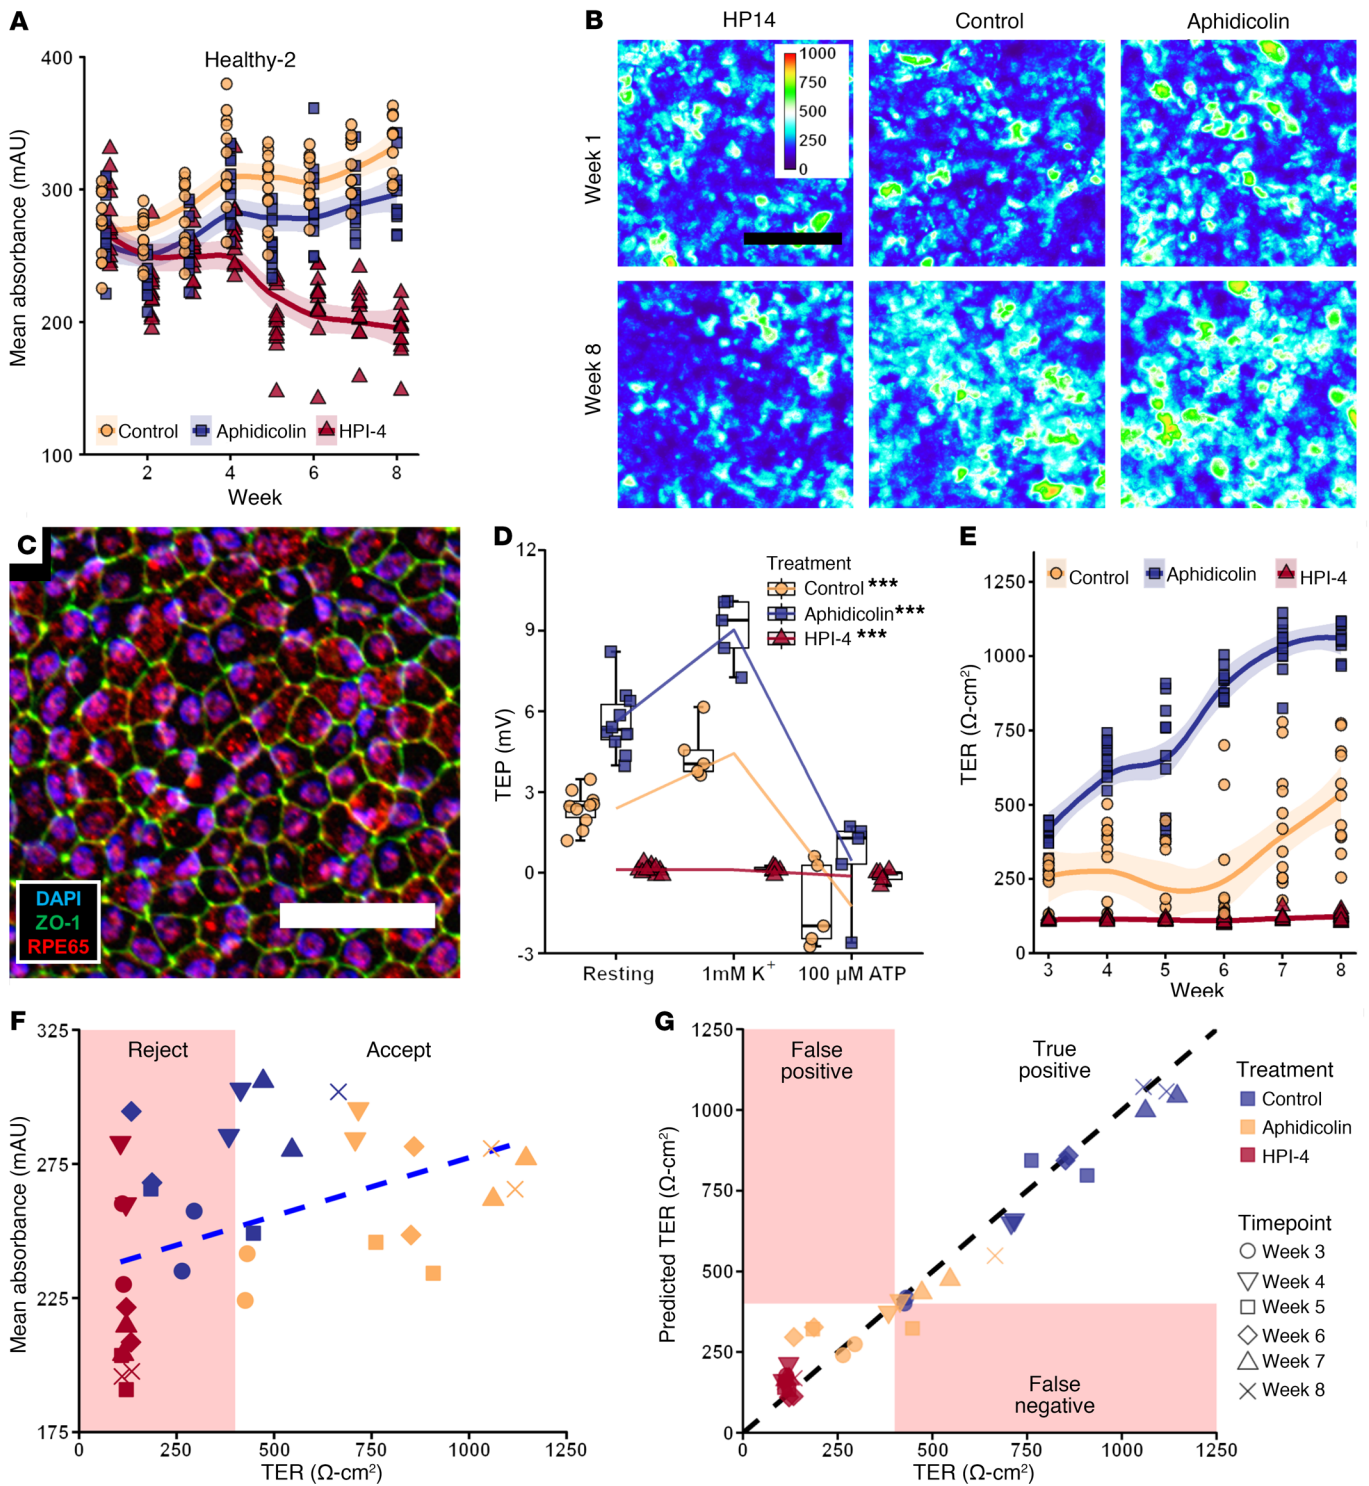 A
Healthy-2
Mean absorbance (mAU)
400
300
200
100
2
4
6
8
Week
Control
Aphidicolin
HPI-4
B
HP14
Control
Aphidicolin
Week 1
Week 8
1000
750
500
250
0
C
DAPI
ZO-1
RPE65
D
TEP (mV)
12
9
6
3
0
-3
Treatment
Control ***
Aphidicolin ***
HPI-4 ***
Resting
1mM K+
100 µM ATP
E
TER (Ω-cm²)
1250
1000
750
500
250
0
Control
Aphidicolin
HPI-4
3
4
5
6
7
8
Week
F
Mean absorbance (mAU)
325
275
225
175
Reject
Accept
0
250
500
750
1000
1250
TER (Ω-cm²)
G
Predicted TER (Ω-cm²)
1250
1000
750
500
250
0
False
positive
True
positive
False
negative
0
250
500
750
1000
1250
TER (Ω-cm²)
Treatment
Control
Aphidicolin
HPI-4
Timepoint
Week 3
Week 4
Week 5
Week 6
Week 7
Week 8